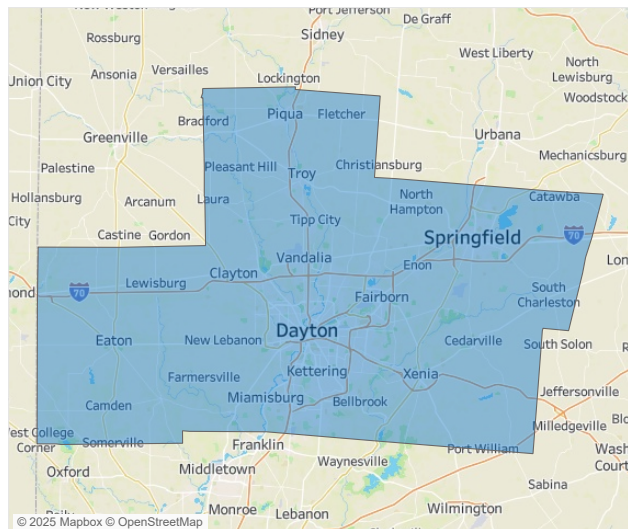 Port Jefferson
De Graff
Rossburg
Sidney
West Liberty
North
Lewisburg
Ansonia
Versailles
Union City
Lockington
Woodstock
Bradford
Piqua
Fletcher
Greenville
Urbana
Mechanicsburg
Palestine
Pleasant Hill
Troy
Christiansburg
Hollansburg
Arcanum
Laura
North
Hampton
Catawba
City
Tipp City
Castine
Gordon
Springfield
70
Vandalia
Enon
Clayton
Lewisburg
70
Fairborn
South
Charleston
Dayton
Eaton
New Lebanon
Cedarville
South Solon
Farmersville
Kettering
Xenia
Jeffersonville
Camden
Miamisburg
Bellbrook
Milledgeville
Corner
Somerville
Franklin
Port William
Oxford
Middletown
Waynesville
Sabina
Monroe
Lebanon
Wilmington
© 2025 Mapbox © OpenStreetMap